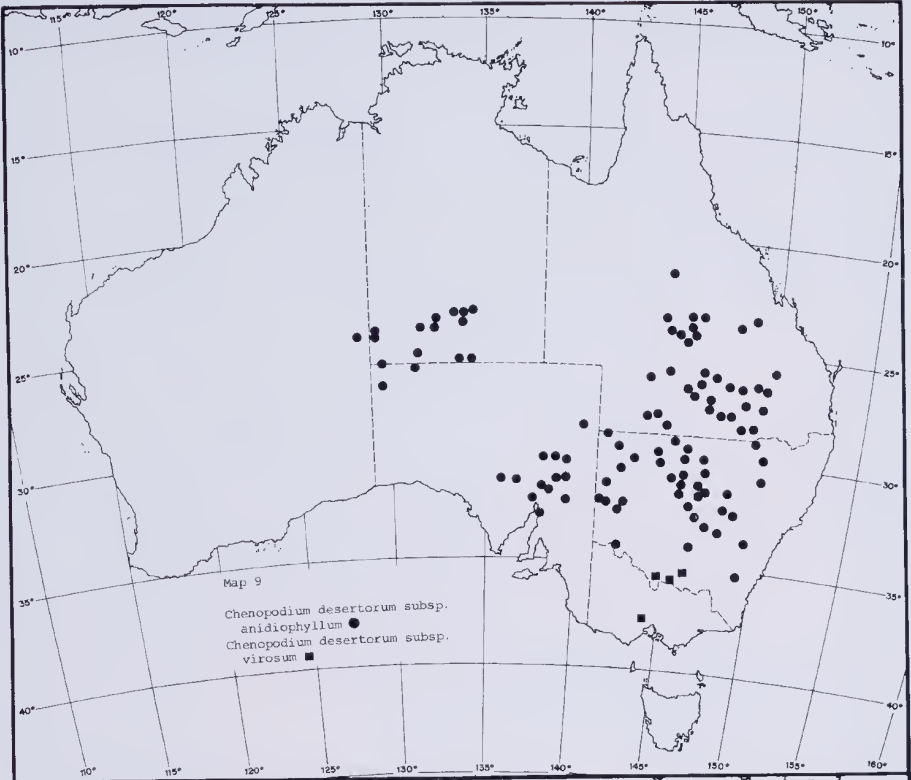 115° 120° 125° 130° 135° 140° 145° 150°
10° 10°
15° 15°
20° 20°
25° 25°
30° 30°
Map 9
35° 35°
Chenopodium desertorum subsp.
anidiophyllum
Chenopodium desertorum subsp.
virosum
40° 40°
110° 115° 120° 125° 130° 135° 140° 145° 150° 155° 160°